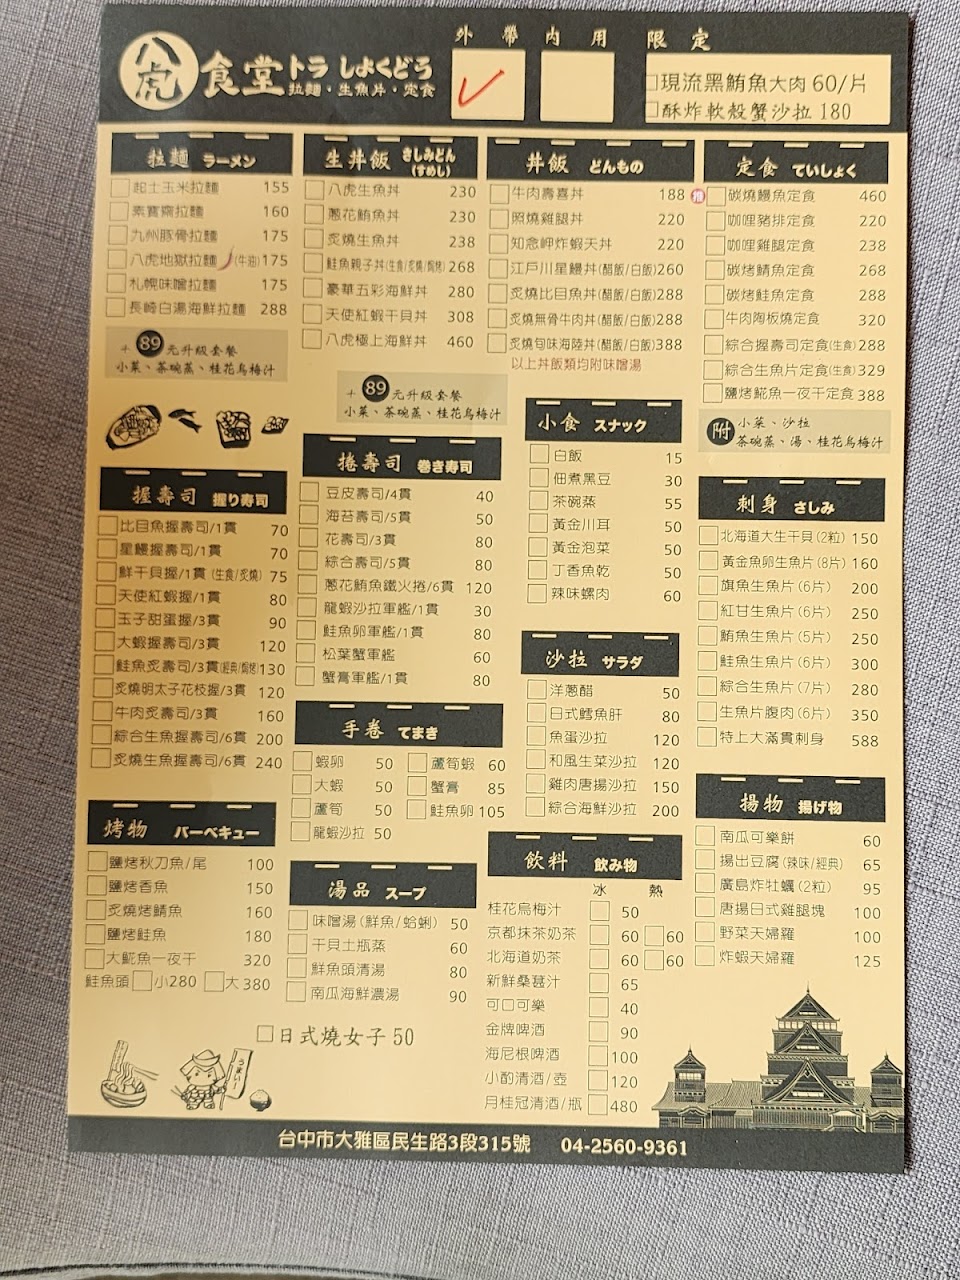 八虎
食堂 トラ しょくどう
拉麵・生魚片・定食
外帶 內用 限定
現流黑鮪魚大肉 60/片
酥炸軟殼蟹沙拉 180
拉麵 ラーメン
起士玉米拉麵 155
素寶齋拉麵 160
九州豚骨拉麵 175
八虎地獄拉麵 (牛油) 175
札幌味噌拉麵 175
長崎白湯海鮮拉麵 288
+ 89 元升級套餐
小菜、茶碗蒸、桂花烏梅汁
生丼飯 さしみどん (すめし)
八虎生魚丼 230
蔥花鮪魚丼 230
炙燒生魚丼 238
鮭魚親子丼(生食/炙燒/焗烤) 268
豪華五彩海鮮丼 280
天使紅蝦干貝丼 308
八虎極上海鮮丼 460
+ 89 元升級套餐
小菜、茶碗蒸、桂花烏梅汁
丼飯 どんもの
牛肉壽喜丼 188
照燒雞腿丼 220
知念岬炸蝦天丼 220
江戶川星鰻丼(醋飯/白飯) 260
炙燒比目魚丼(醋飯/白飯) 288
炙燒無骨牛肉丼(醋飯/白飯) 288
炙燒旬味海陸丼(醋飯/白飯) 388
以上丼飯類均附味噌湯
定食 ていしょく
推 碳燒鰻魚定食 460
咖哩豬排定食 220
咖哩雞腿定食 238
碳烤鯖魚定食 268
碳烤鮭魚定食 288
牛肉陶板燒定食 320
綜合握壽司定食(生食) 288
綜合生魚片定食(生食) 329
鹽烤魠魚一夜干定食 388
附 小菜、沙拉
茶碗蒸、湯、桂花烏梅汁
握壽司 握り寿司
比目魚握壽司/1貫 70
星鰻握壽司/1貫 70
鮮干貝握/1貫 (生食/炙燒) 75
天使紅蝦握/1貫 80
玉子甜蛋握/3貫 90
大蝦握壽司/3貫 120
鮭魚炙壽司/3貫(經典/焗烤) 130
炙燒明太子花枝握/3貫 120
牛肉炙壽司/3貫 160
綜合生魚握壽司/6貫 200
炙燒生魚握壽司/6貫 240
捲壽司 巻き寿司
豆皮壽司/4貫 40
海苔壽司/5貫 50
花壽司/3貫 80
綜合壽司/5貫 80
蔥花鮪魚鐵火捲/6貫 120
龍蝦沙拉軍艦/1貫 30
鮭魚卵軍艦/1貫 80
松葉蟹軍艦 60
蟹膏軍艦/1貫 80
小食 スナック
白飯 15
佃煮黑豆 30
茶碗蒸 55
黃金川耳 50
黃金泡菜 50
丁香魚乾 50
辣味螺肉 60
刺身 さしみ
北海道大生干貝(2粒) 150
黃金魚卵生魚片(8片) 160
旗魚生魚片(6片) 200
紅甘生魚片(6片) 250
鮪魚生魚片(5片) 250
鮭魚生魚片(6片) 300
綜合生魚片(7片) 280
生魚片腹肉(6片) 350
特上大滿貫刺身 588
沙拉 サラダ
洋蔥醋 50
日式鱈魚肝 80
魚蛋沙拉 120
和風生菜沙拉 120
雞肉唐揚沙拉 150
綜合海鮮沙拉 200
手卷 てまき
蝦卵 50 蘆筍蝦 60
大蝦 50 蟹膏 85
蘆筍 50 鮭魚卵 105
龍蝦沙拉 50
揚物 揚げ物
南瓜可樂餅 60
揚出豆腐(辣味/經典) 65
廣島炸牡蠣(2粒) 95
唐揚日式雞腿塊 100
野菜天婦羅 100
炸蝦天婦羅 125
烤物 バーベキュー
鹽烤秋刀魚/尾 100
鹽烤香魚 150
炙燒烤鯖魚 160
鹽烤鮭魚 180
大魠魚一夜干 320
鮭魚頭 小280 大380
湯品 スープ
味噌湯(鮮魚/蛤蜊) 50
干貝土瓶蒸 60
鮮魚頭清湯 80
南瓜海鮮濃湯 90
飲料 飲み物
冰 熱
桂花烏梅汁 50
京都抹茶奶茶 60 60
北海道奶茶 60 60
新鮮桑葚汁 65
可口可樂 40
金牌啤酒 90
海尼根啤酒 100
小酌清酒/壺 120
月桂冠清酒/瓶 480
日式燒女子 50
うまい!
台中市大雅區民生路3段315號 04-2560-9361